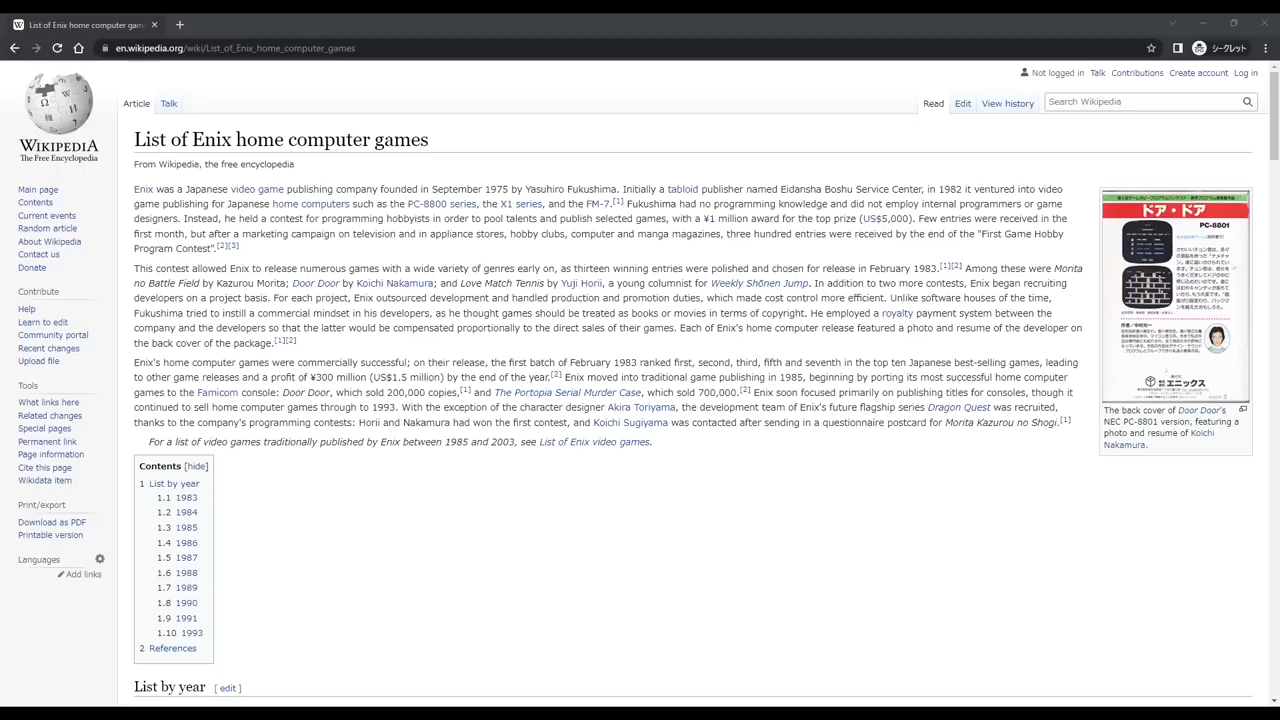 List of Enix home computer gam
en.wikipedia.org/wiki/List_of_Enix_home_computer_games
シークレット
Not logged in Talk Contributions Create account Log in
Article Talk
Read Edit View history
Search Wikipedia
WIKIPEDIA
The Free Encyclopedia
Main page
Contents
Current events
Random article
About Wikipedia
Contact us
Donate
Contribute
Help
Learn to edit
Community portal
Recent changes
Upload file
Tools
What links here
Related changes
Special pages
Permanent link
Page information
Cite this page
Wikidata item
Print/export
Download as PDF
Printable version
Languages
Add links
List of Enix home computer games
From Wikipedia, the free encyclopedia
Enix was a Japanese video game publishing company founded in September 1975 by Yasuhiro Fukushima. Initially a tabloid publisher named Eidansha Boshu Service Center, in 1982 it ventured into video
game publishing for Japanese home computers such as the PC-8800 series, the X1 series, and the FM-7.[1] Fukushima had no programming knowledge and did not employ internal programmers or game
designers. Instead, he held a contest for programming hobbyists in order to find talents and publish selected games, with a ¥1 million award for the top prize (US$5,000). Few entries were received in the
first month, but after a marketing campaign on television and in appliance stores, hobby clubs, computer and manga magazines, three hundred entries were received by the end of the "First Game Hobby
Program Contest".[2][3]
This contest allowed Enix to release numerous games with a wide variety of genres early on, as thirteen winning entries were polished and chosen for release in February 1983.[1][2] Among these were Morita
no Battle Field by Kazurou Morita; Door Door by Koichi Nakamura; and Love Match Tennis by Yuji Horii, a young columnist for Weekly Shōnen Jump. In addition to two more contests, Enix began recruiting
developers on a project basis. For each project, Enix outsourced development and handled production and promotion duties, which made cost control more efficient. Unlike software houses of the time,
Fukushima tried to instill a commercial mindset in his developers, as he felt games should be treated as books or movies in terms of copyright. He employed a royalty payment system between the
company and the developers so that the latter would be compensated proportionally to the direct sales of their games. Each of Enix's home computer release featured a photo and resume of the developer on
the back cover of the package.[1][2]
Enix's home computer games were commercially successful; on their release, the first batch of February 1983 ranked first, second, third, fifth and seventh in the top ten Japanese best-selling games, leading
to other game releases and a profit of ¥300 million (US$1.5 million) by the end of the year.[2] Enix moved into traditional game publishing in 1985, beginning by porting its most successful home computer
games to the Famicom console: Door Door, which sold 200,000 copies,[1] and The Portopia Serial Murder Case, which sold 700,000.[2] Enix soon focused primarily on publishing titles for consoles, though it
continued to sell home computer games through to 1993. With the exception of the character designer Akira Toriyama, the development team of Enix's future flagship series Dragon Quest was recruited,
thanks to the company's programming contests: Horii and Nakamura had won the first contest, and Koichi Sugiyama was contacted after sending in a questionnaire postcard for Morita Kazurou no Shogi.[1]
For a list of video games traditionally published by Enix between 1985 and 2003, see List of Enix video games.
ドア・ドア
PC-8801
エニックス
The back cover of Door Door's
NEC PC-8801 version, featuring a
photo and resume of Koichi
Nakamura.
Contents [hide]
1 List by year
1.1 1983
1.2 1984
1.3 1985
1.4 1986
1.5 1987
1.6 1988
1.7 1989
1.8 1990
1.9 1991
1.10 1993
2 References
List by year [ edit ]